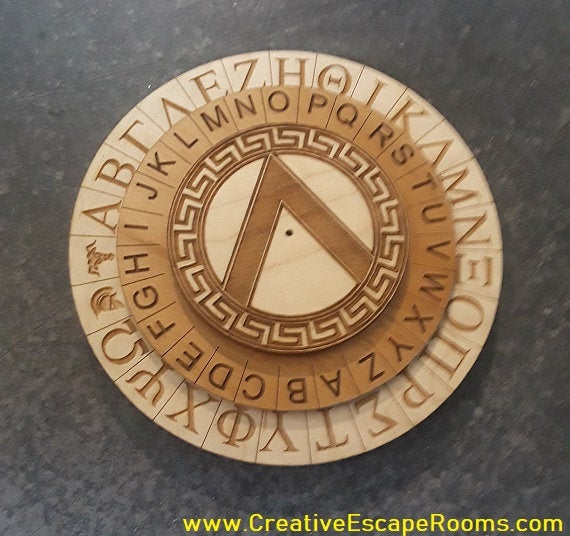 ΑΒΓΔΕΖΗΘΙΚΛΜΝΞΟΠΡΣΤΥΦΧΨΩ
ABCDEFGHIJKLMNOPQRSTUVWXYZ
Λ
www.CreativeEscapeRooms.com